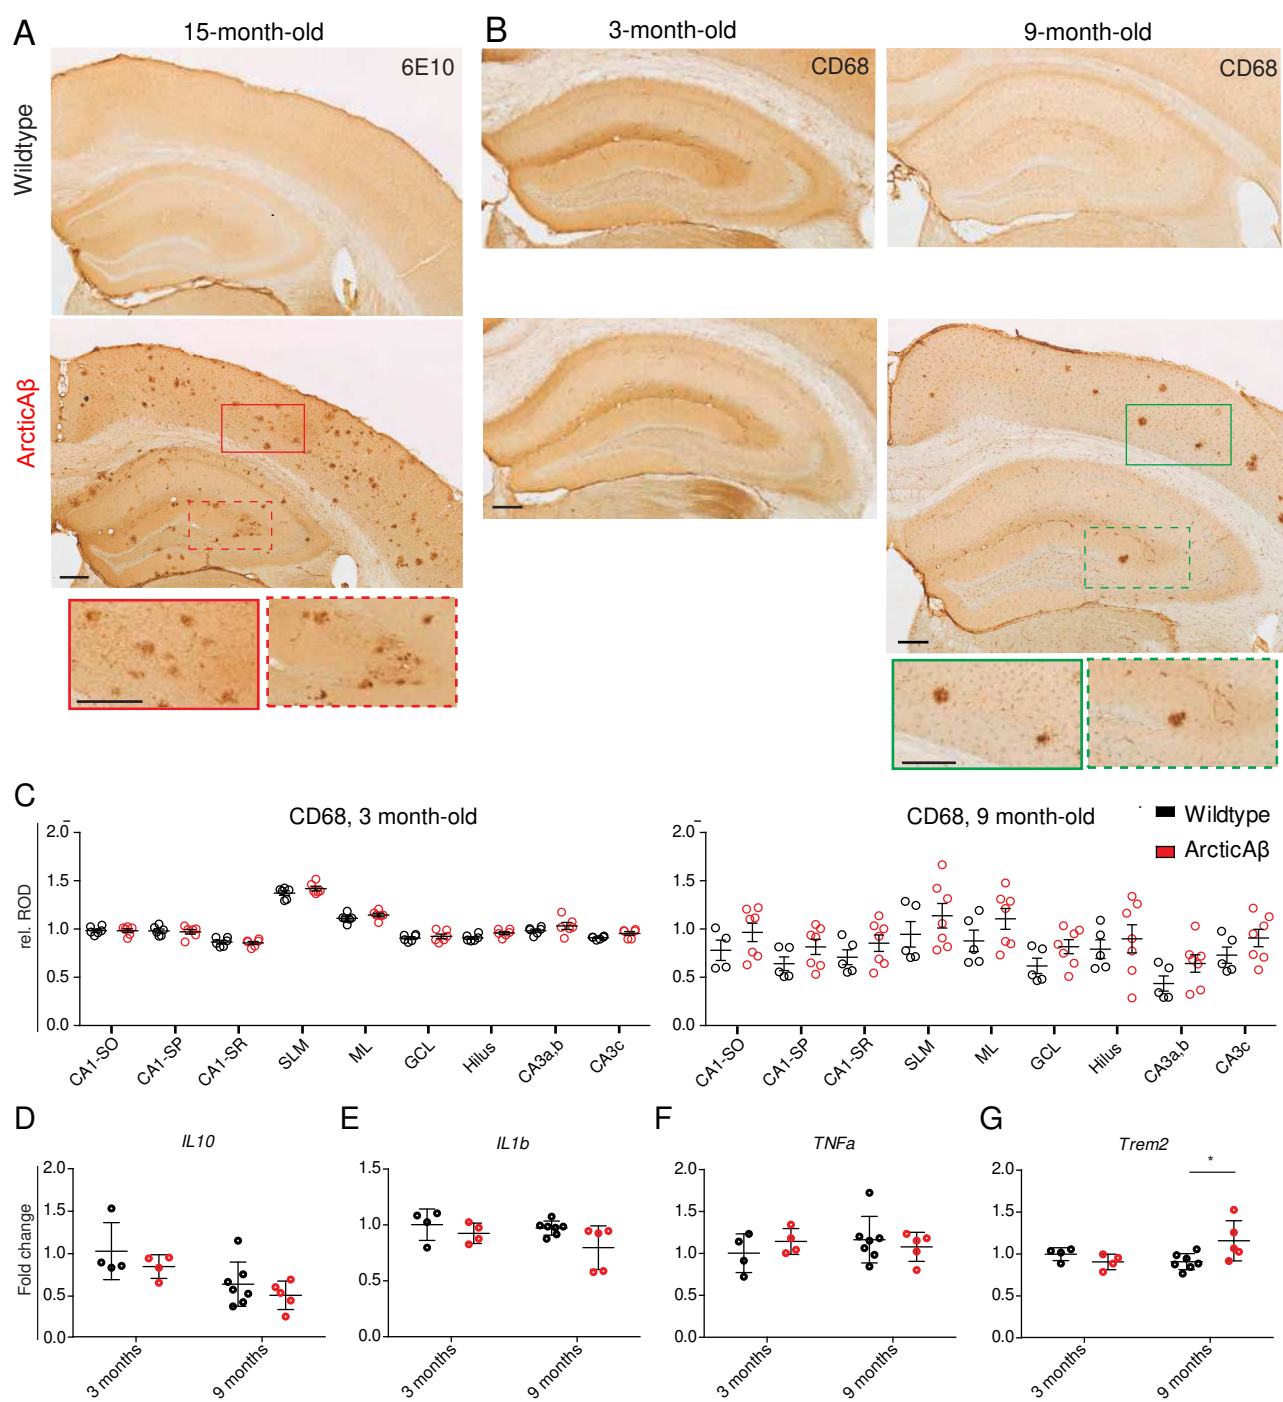 A
15-month-old
6E10
Wildtype
ArcticAβ
B
3-month-old
9-month-old
CD68
CD68
C
CD68, 3 month-old
rel. ROD
2.0
1.5
1.0
0.5
0.0
CA1-SO
CA1-SP
CA1-SR
SLM
ML
GCL
Hilus
CA3a,b
CA3c
CD68, 9 month-old
Wildtype
ArcticAβ
2.0
1.5
1.0
0.5
0.0
CA1-SO
CA1-SP
CA1-SR
SLM
ML
GCL
Hilus
CA3a,b
CA3c
D
IL10
Fold change
2.0
1.5
1.0
0.5
0.0
3 months
9 months
E
IL1b
1.5
1.0
0.5
0.0
3 months
9 months
F
TNFa
2.0
1.5
1.0
0.5
0.0
3 months
9 months
G
Trem2
*
2.0
1.5
1.0
0.5
0.0
3 months
9 months